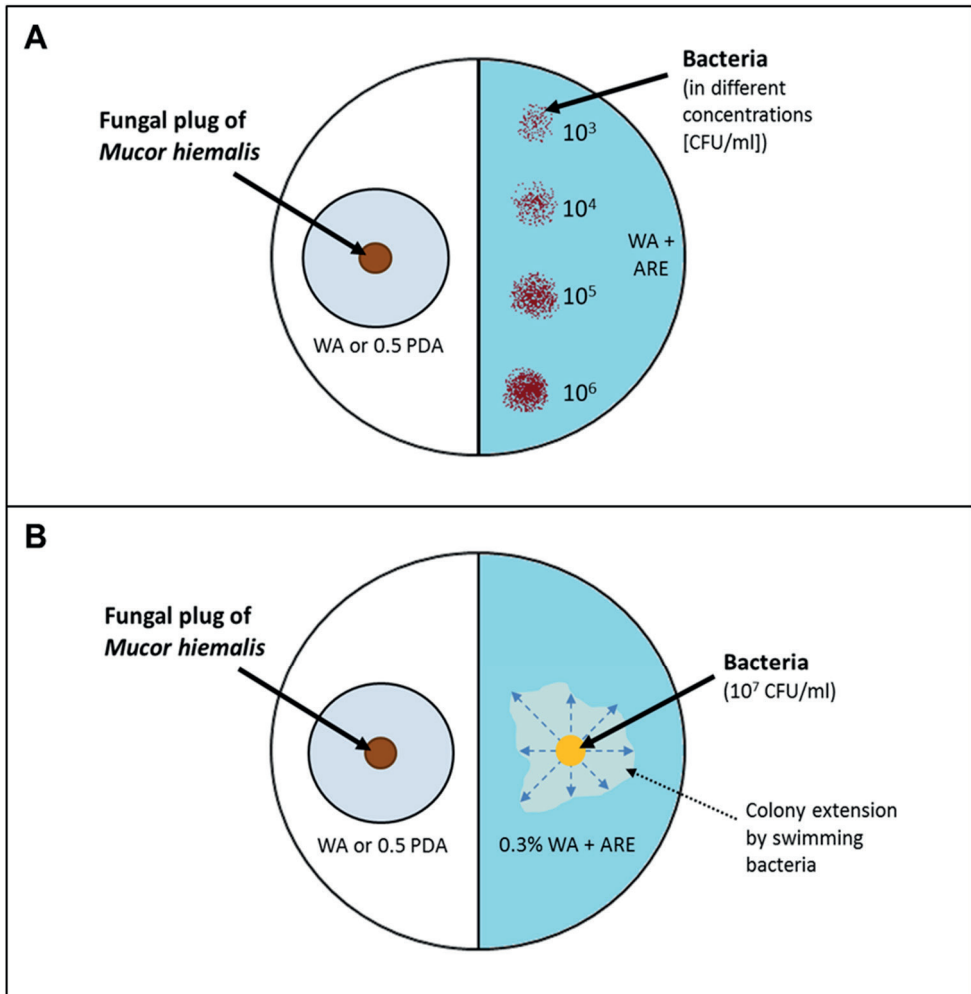 A
Fungal plug of
Mucor hiemalis
WA or 0.5 PDA
Bacteria
(in different
concentrations
[CFU/ml])
10³
10⁴
10⁵
10⁶
WA +
ARE
B
Fungal plug of
Mucor hiemalis
WA or 0.5 PDA
Bacteria
(10⁷ CFU/ml)
0.3% WA + ARE
Colony extension
by swimming
bacteria